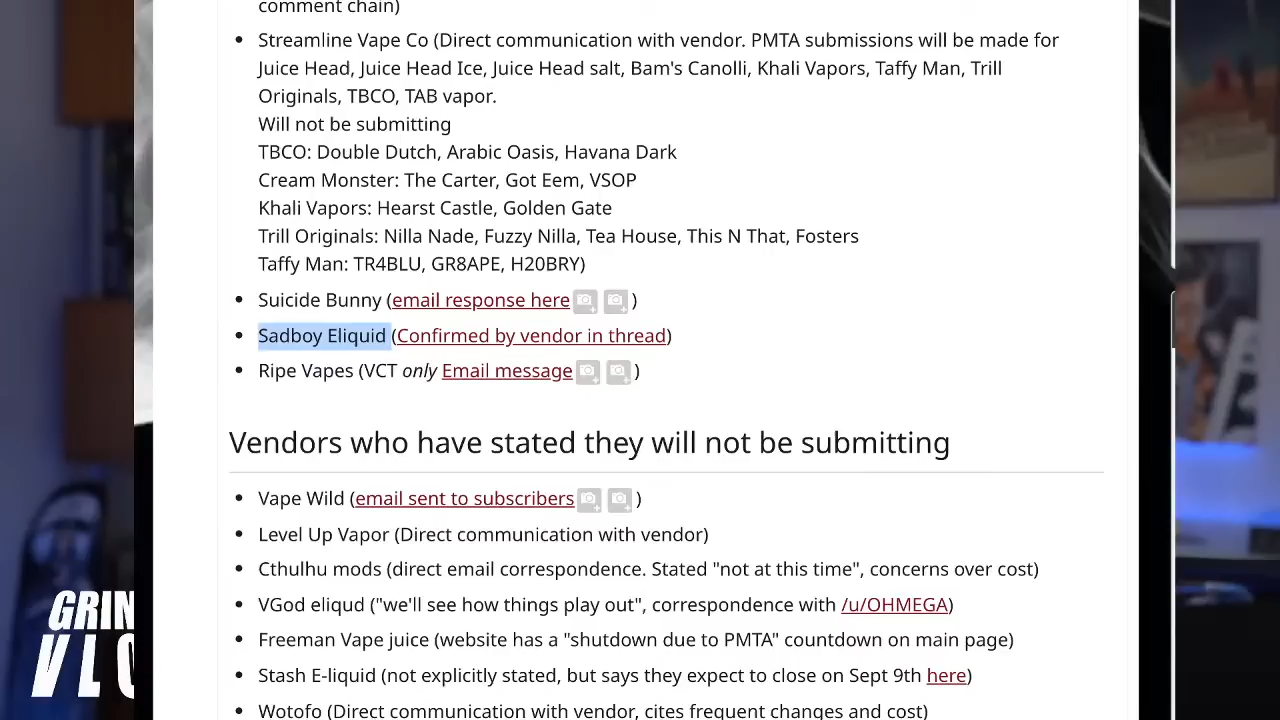 comment chain)
• Streamline Vape Co (Direct communication with vendor. PMTA submissions will be made for
Juice Head, Juice Head Ice, Juice Head salt, Bam's Canolli, Khali Vapors, Taffy Man, Trill
Originals, TBCO, TAB vapor.
Will not be submitting
TBCO: Double Dutch, Arabic Oasis, Havana Dark
Cream Monster: The Carter, Got Eem, VSOP
Khali Vapors: Hearst Castle, Golden Gate
Trill Originals: Nilla Nade, Fuzzy Nilla, Tea House, This N That, Fosters
Taffy Man: TR4BLU, GR8APE, H20BRY)
• Suicide Bunny (email response here )
• Sadboy Eliquid (Confirmed by vendor in thread)
• Ripe Vapes (VCT only Email message )
Vendors who have stated they will not be submitting
• Vape Wild (email sent to subscribers )
• Level Up Vapor (Direct communication with vendor)
• Cthulhu mods (direct email correspondence. Stated "not at this time", concerns over cost)
• VGod eliqud ("we'll see how things play out", correspondence with /u/OHMEGA)
• Freeman Vape juice (website has a "shutdown due to PMTA" countdown on main page)
• Stash E-liquid (not explicitly stated, but says they expect to close on Sept 9th here)
• Wotofo (Direct communication with vendor, cites frequent changes and cost)
GRIN
VLO